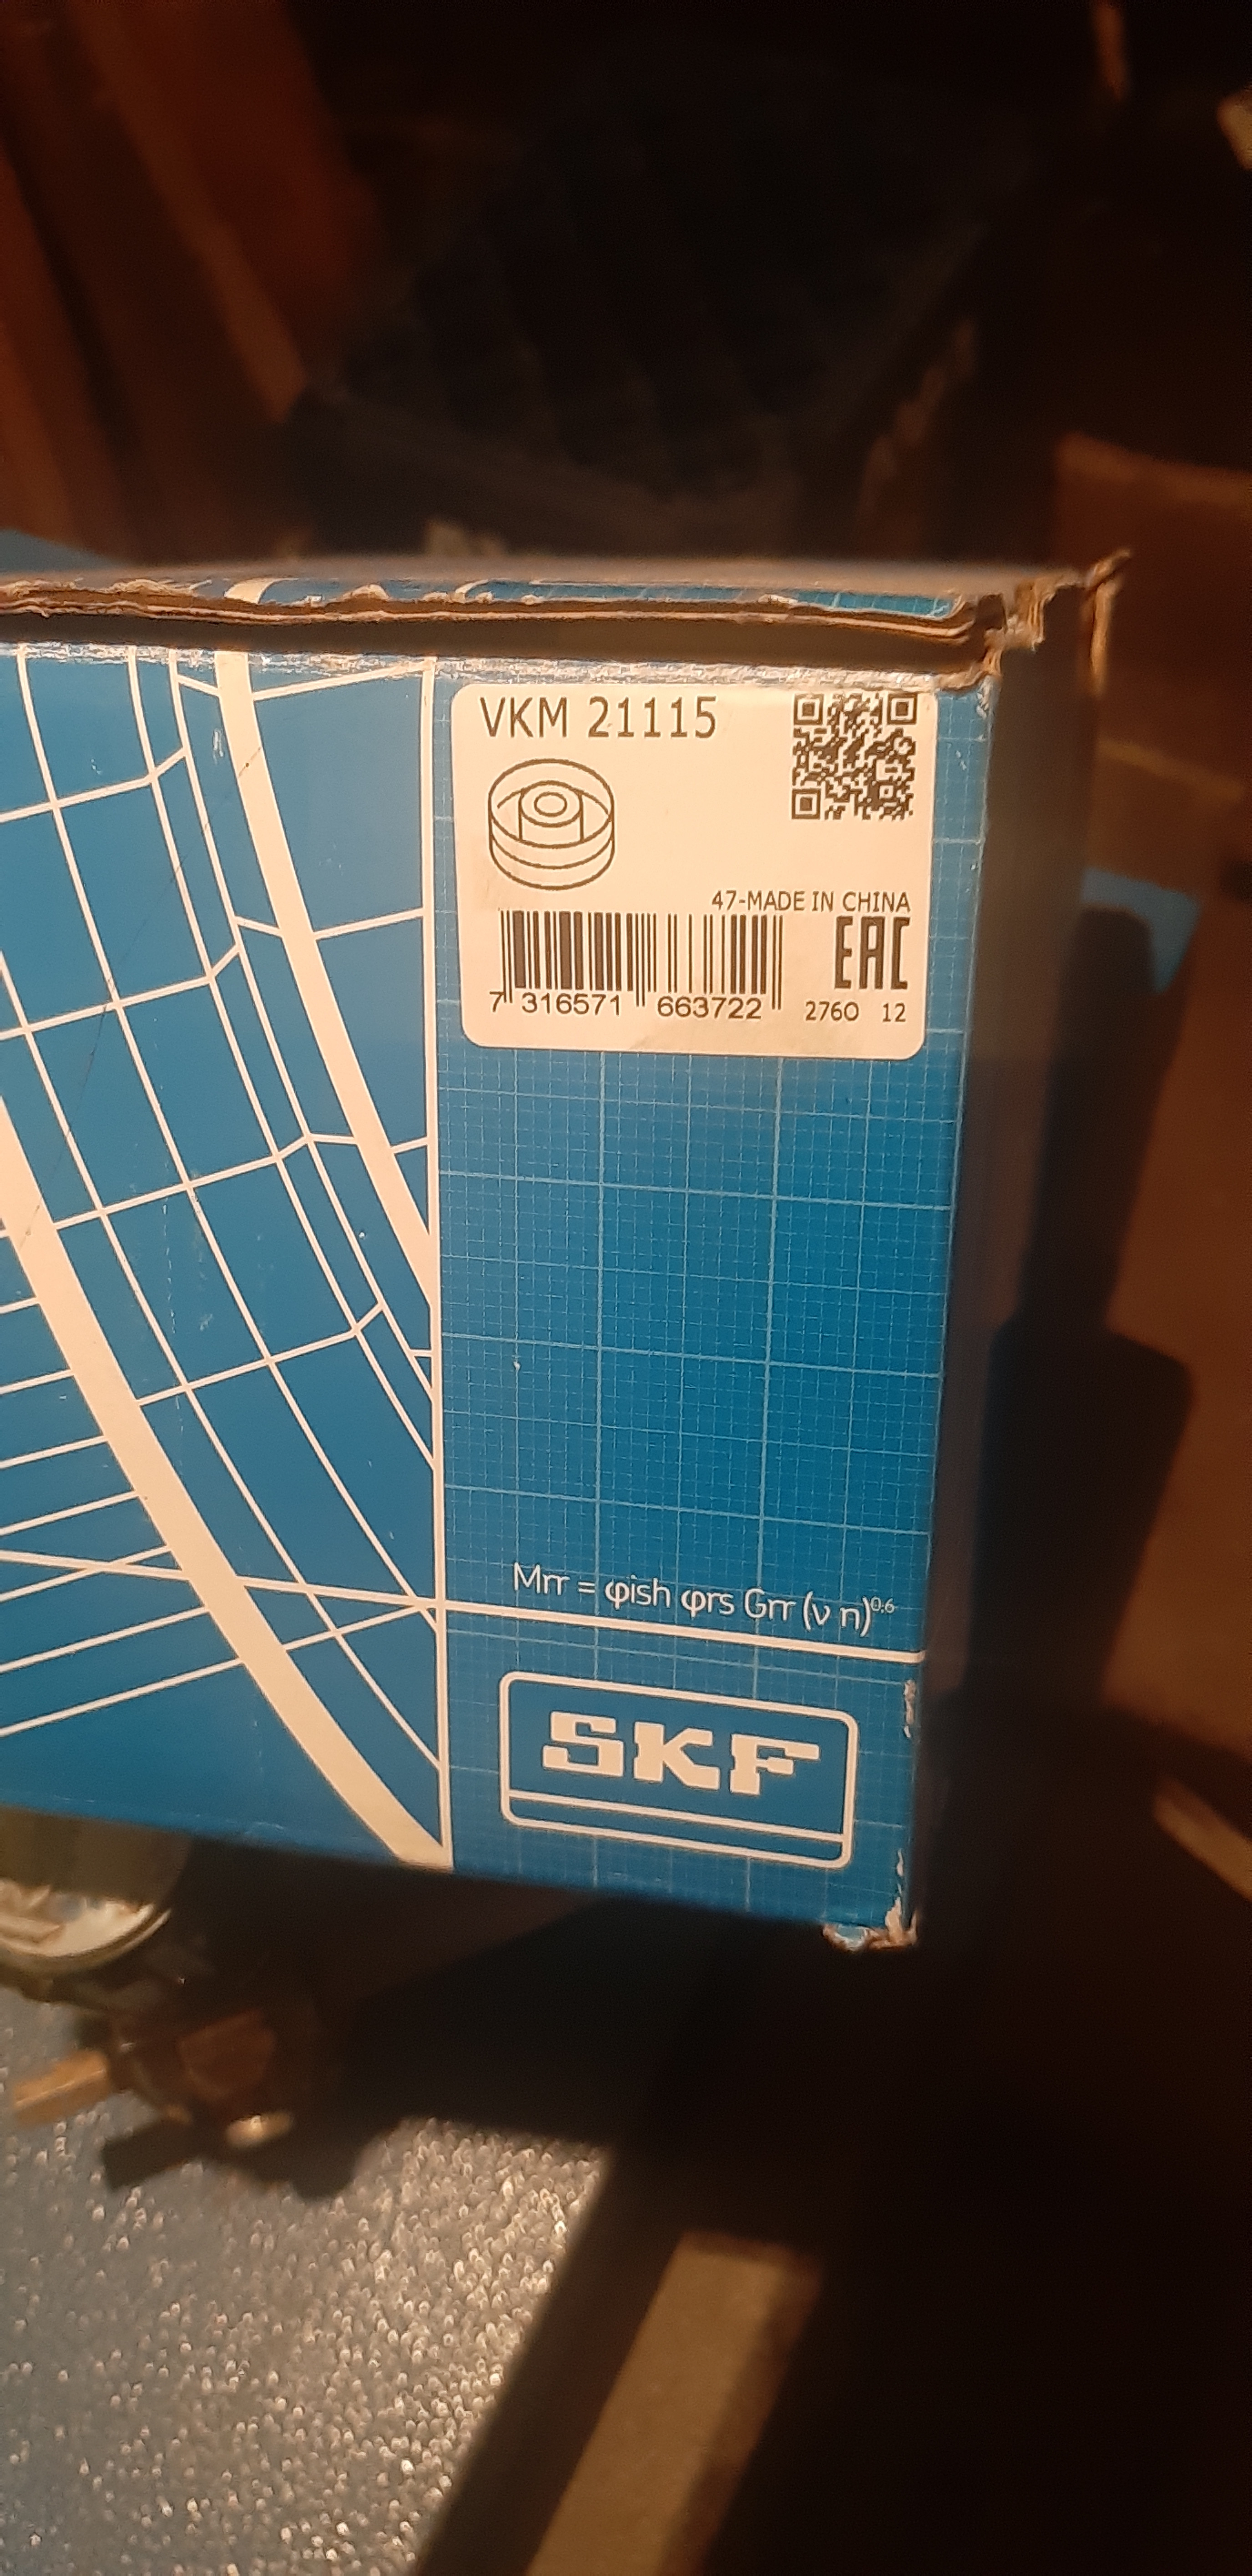 VKM 21115
47-MADE IN CHINA
EAC
7 316571 663722
2760 12
Mrr = φish φrs Grr (ν n)⁰·⁶
SKF